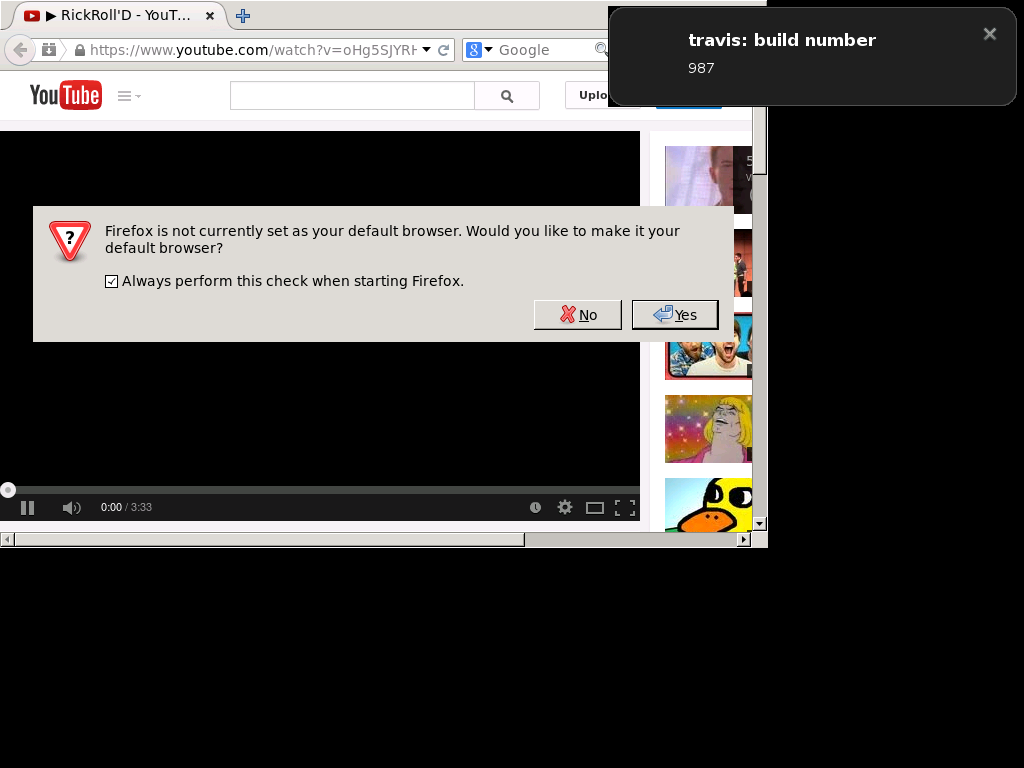 ▶ RickRoll'D - YouT...
https://www.youtube.com/watch?v=oHg5SJYRH
Google
travis: build number
987
YouTube
Uplo
Firefox is not currently set as your default browser. Would you like to make it your
default browser?
Always perform this check when starting Firefox.
No
Yes
0:00 / 3:33